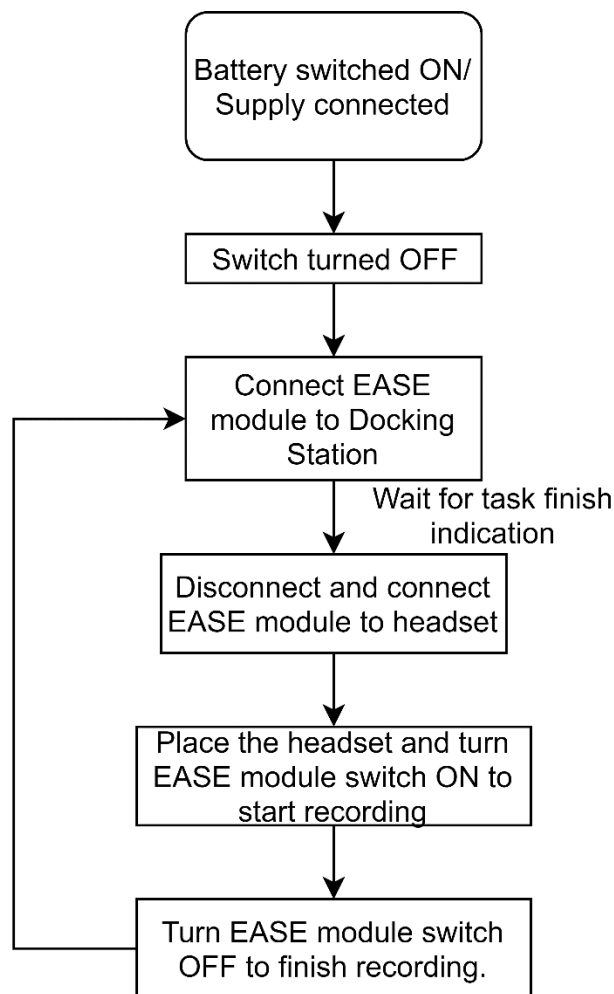 Battery switched ON/
Supply connected
Switch turned OFF
Connect EASE
module to Docking
Station
Wait for task finish
indication
Disconnect and connect
EASE module to headset
Place the headset and turn
EASE module switch ON to
start recording
Turn EASE module switch
OFF to finish recording.